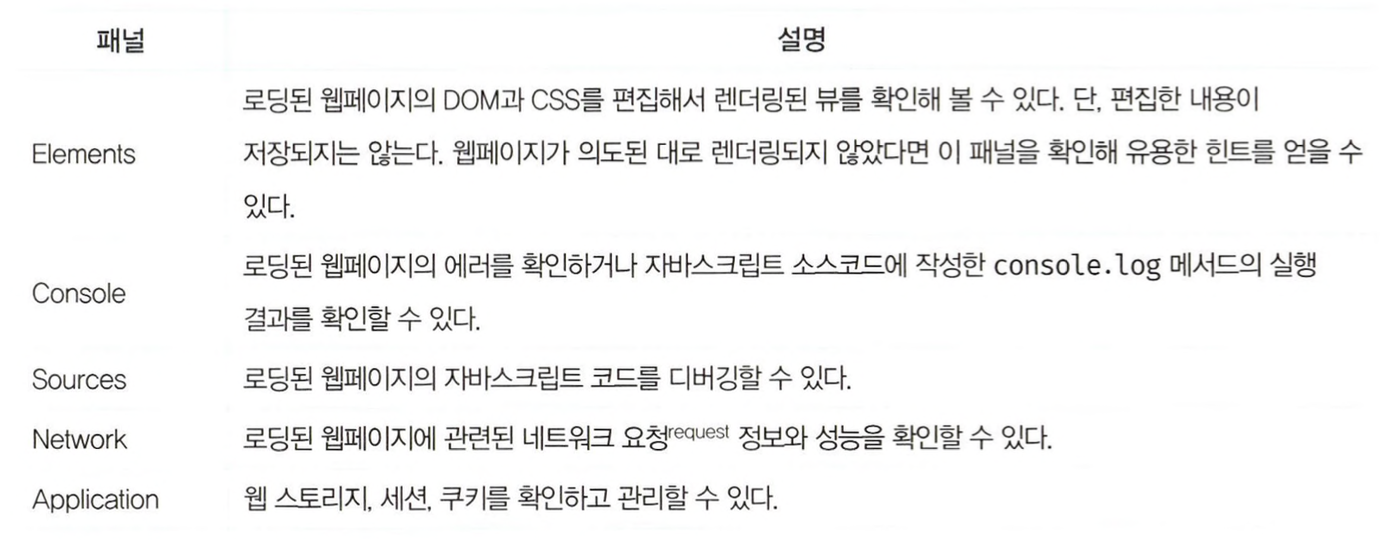 패널 설명
로딩된 웹페이지의 DOM과 CSS를 편집해서 렌더링된 뷰를 확인해 볼 수 있다. 단, 편집한 내용이
Elements 저장되지는 않는다. 웹페이지가 의도된 대로 렌더링되지 않았다면 이 패널을 확인해 유용한 힌트를 얻을 수
있다.
로딩된 웹페이지의 에러를 확인하거나 자바스크립트 소스코드에 작성한 console.log 메서드의 실행
Console
결과를 확인할 수 있다.
Sources 로딩된 웹페이지의 자바스크립트 코드를 디버깅할 수 있다.
Network 로딩된 웹페이지에 관련된 네트워크 요청request 정보와 성능을 확인할 수 있다.
Application 웹 스토리지, 세션, 쿠키를 확인하고 관리할 수 있다.